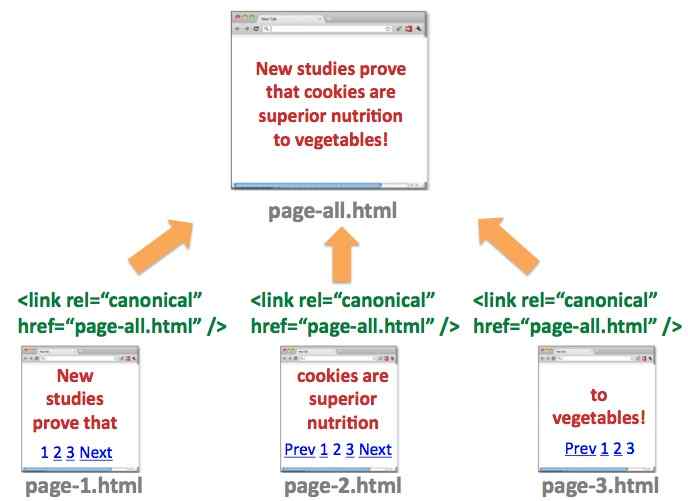 New Tab
New studies prove
that cookies are
superior nutrition
to vegetables!
page-all.html
<link rel=“canonical”
href=“page-all.html” />
<link rel=“canonical”
href=“page-all.html” />
<link rel=“canonical”
href=“page-all.html” />
New
studies
prove that
1 2 3 Next
page-1.html
cookies are
superior
nutrition
Prev 1 2 3 Next
page-2.html
to
vegetables!
Prev 1 2 3
page-3.html